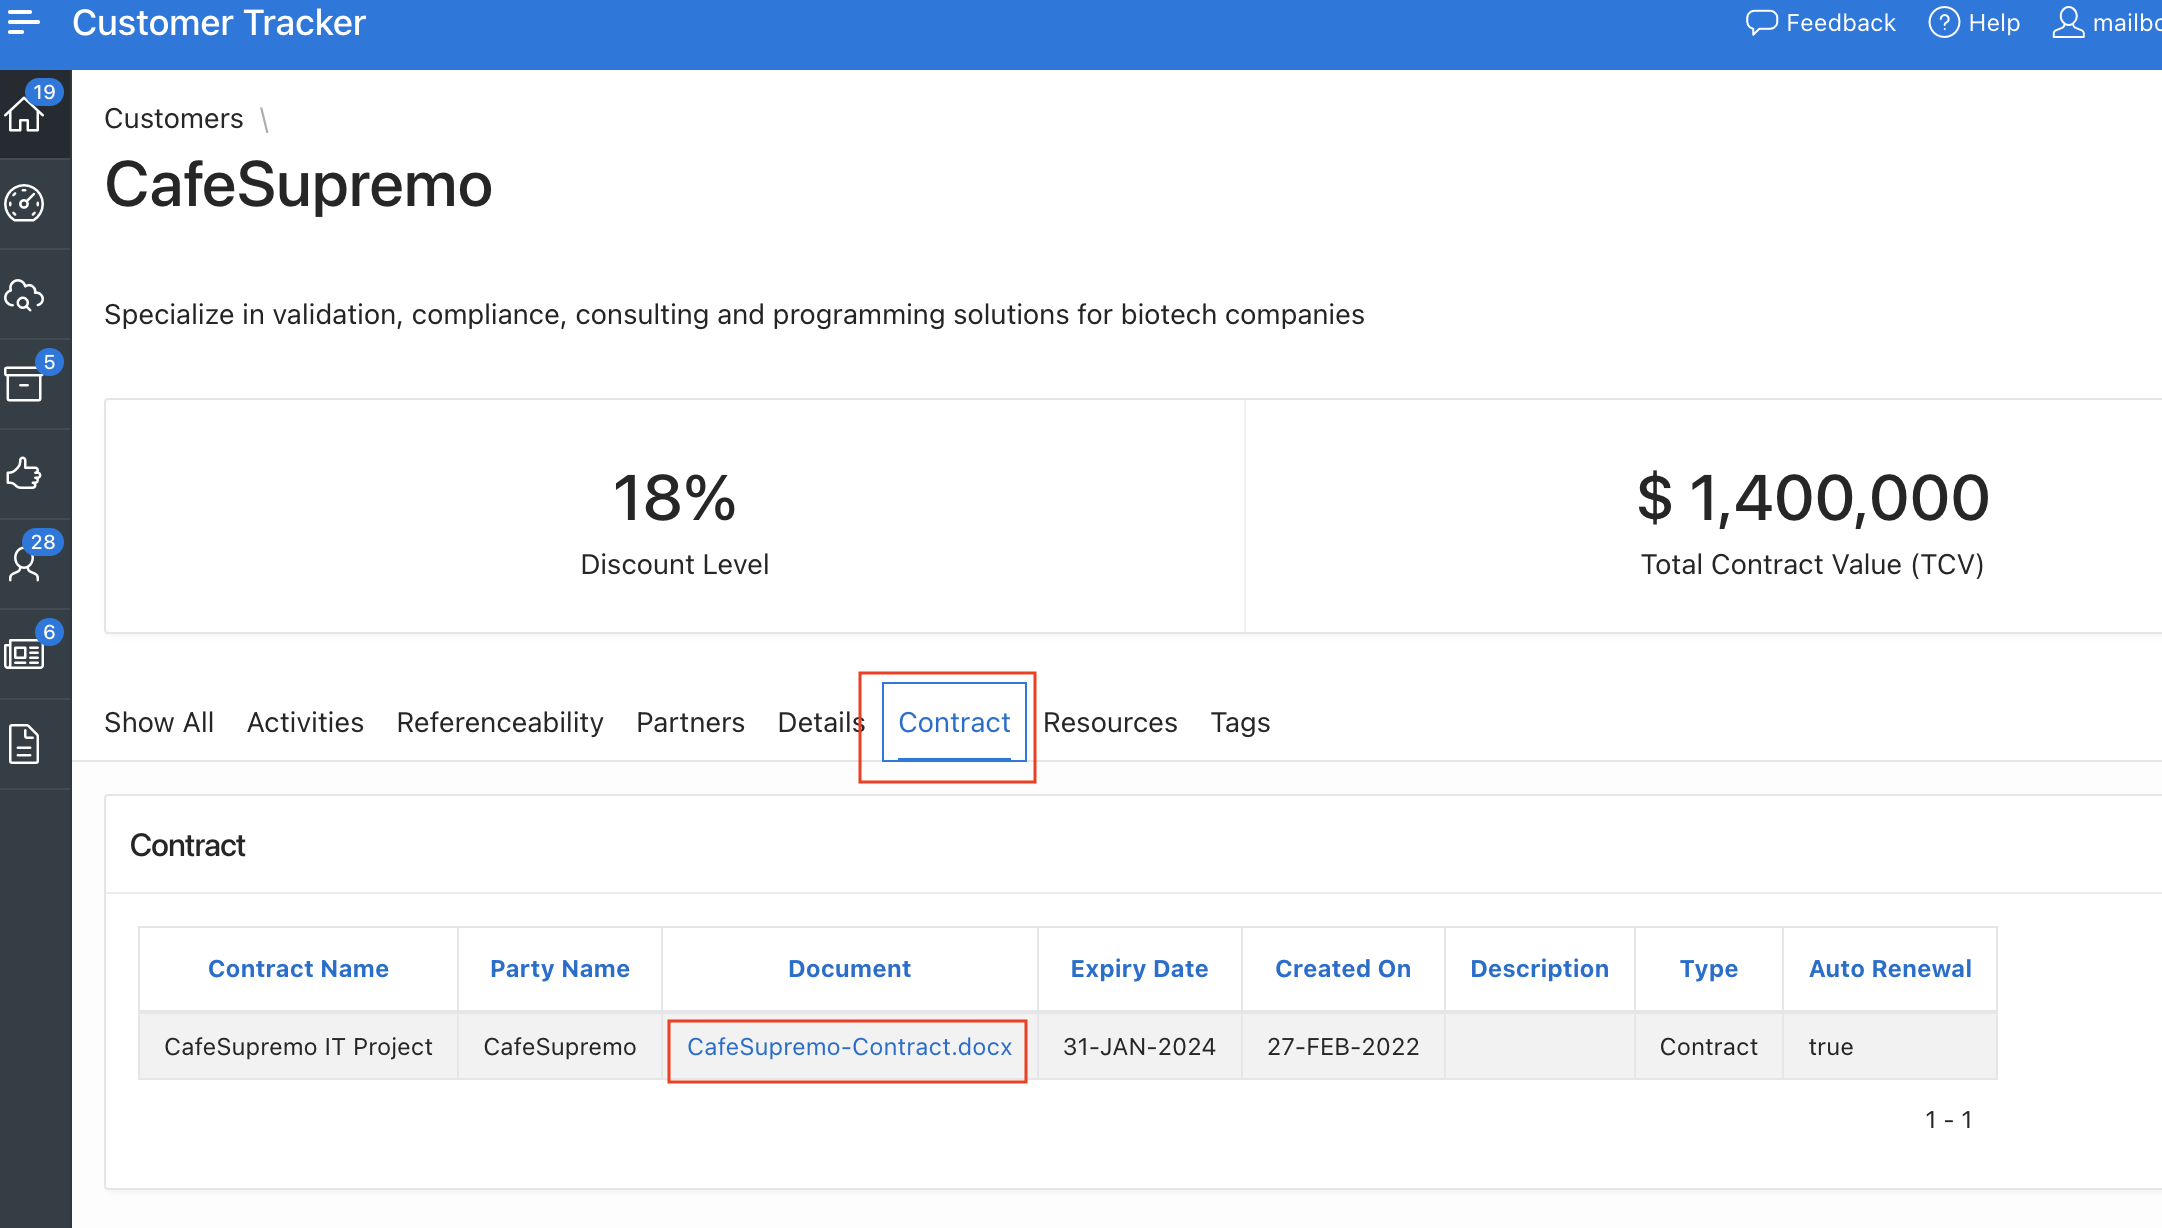 Customer Tracker
Feedback
Help
19
Customers \
CafeSupremo
Specialize in validation, compliance, consulting and programming solutions for biotech companies
5
18%
Discount Level
$ 1,400,000
Total Contract Value (TCV)
28
6
Show All Activities Referenceability Partners Details Contract Resources Tags
Contract
Contract Name Party Name Document Expiry Date Created On Description Type Auto Renewal
CafeSupremo IT Project CafeSupremo CafeSupremo-Contract.docx 31-JAN-2024 27-FEB-2022 Contract true
1 - 1